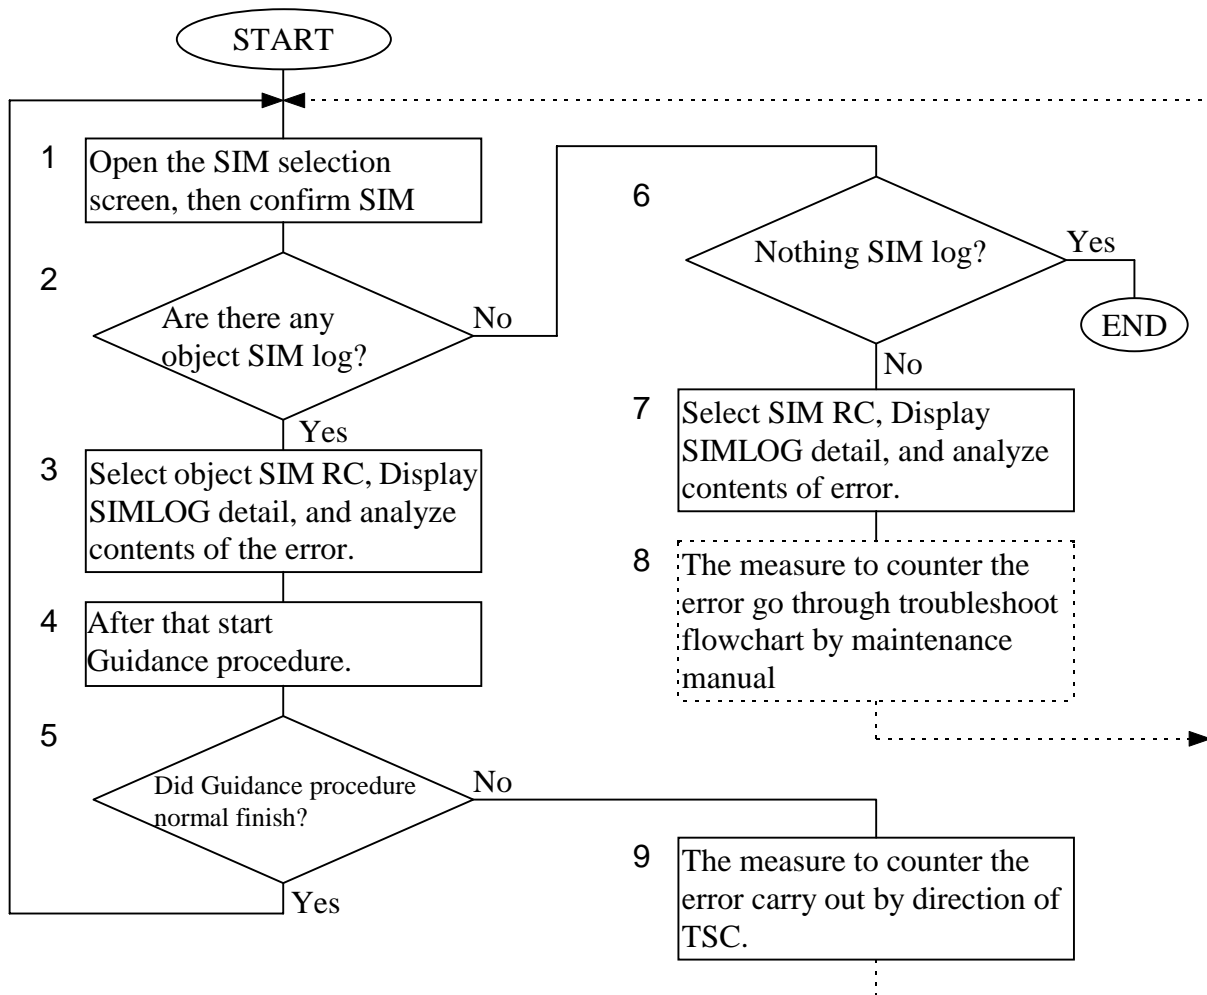 START
1
Open the SIM selection
screen, then confirm SIM
2
Are there any
object SIM log?
No
Yes
3
Select object SIM RC, Display
SIMLOG detail, and analyze
contents of the error.
4
After that start
Guidance procedure.
5
Did Guidance procedure
normal finish?
No
Yes
6
Nothing SIM log?
Yes
END
No
7
Select SIM RC, Display
SIMLOG detail, and analyze
contents of error.
8
The measure to counter the
error go through troubleshoot
flowchart by maintenance
manual
9
The measure to counter the
error carry out by direction of
TSC.